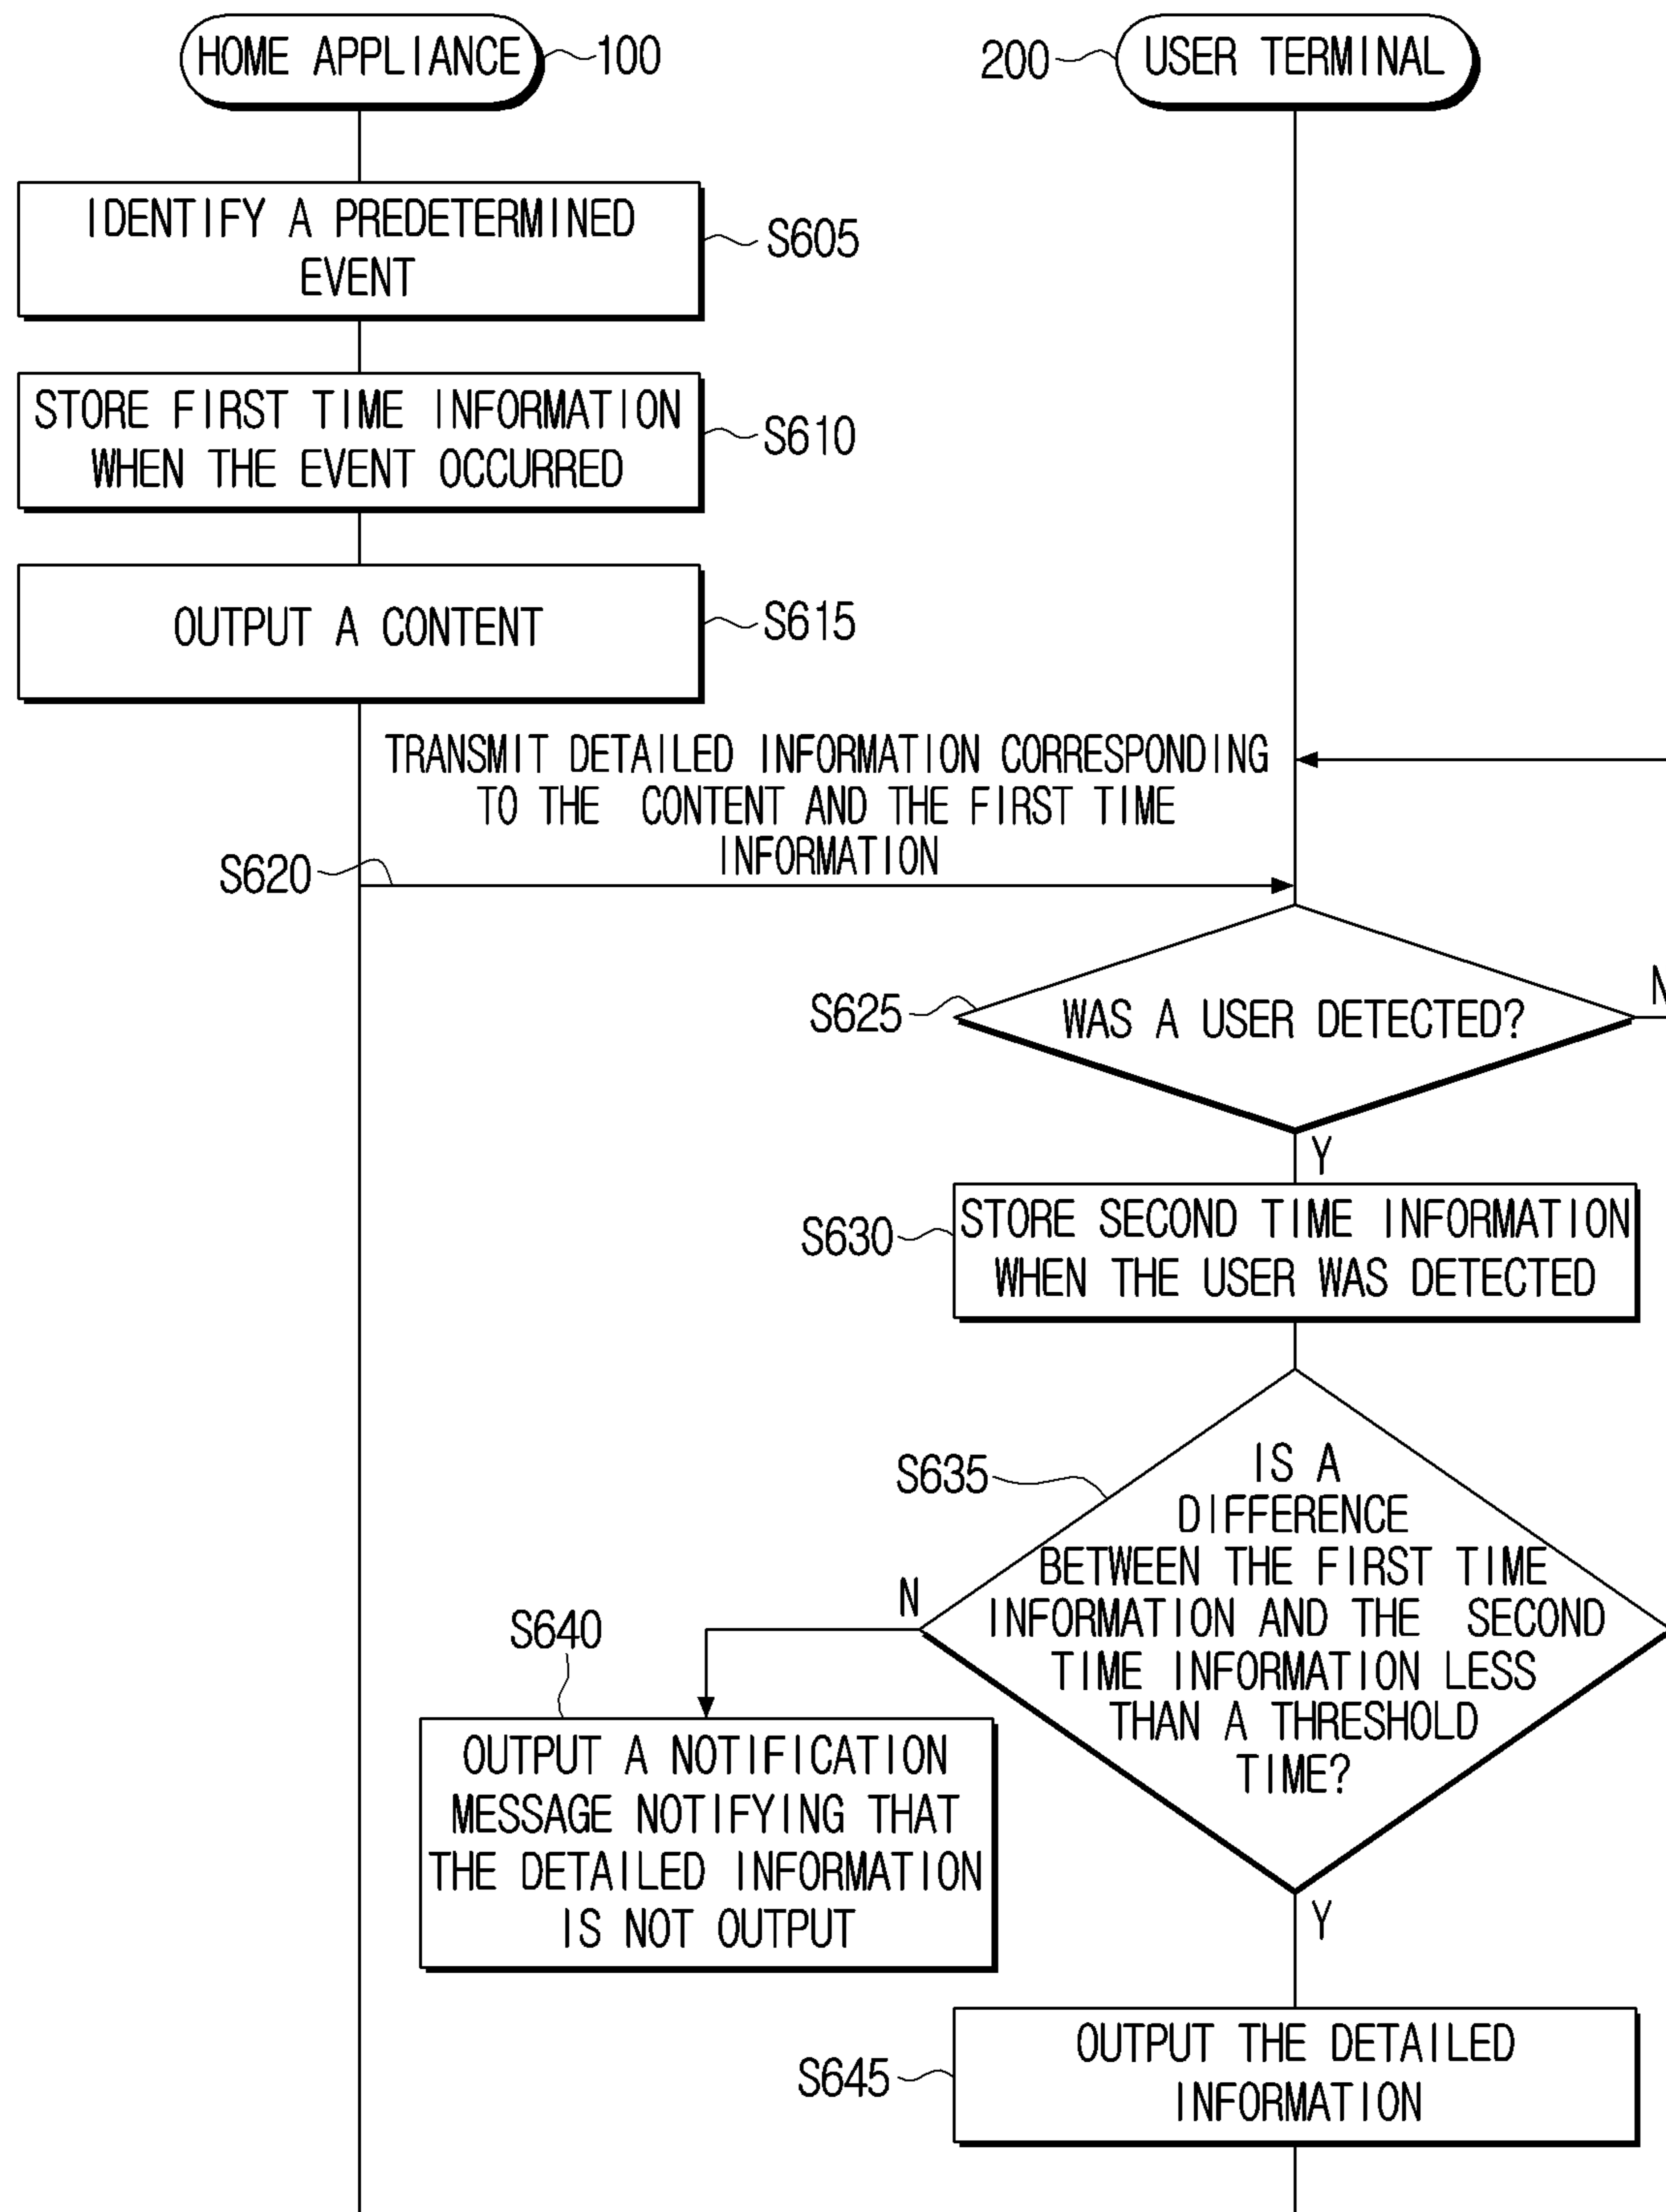 HOME APPLIANCE
100
200
USER TERMINAL
IDENTIFY A PREDETERMINED
EVENT
S605
STORE FIRST TIME INFORMATION
WHEN THE EVENT OCCURRED
S610
OUTPUT A CONTENT
S615
TRANSMIT DETAILED INFORMATION CORRESPONDING
TO THE CONTENT AND THE FIRST TIME
INFORMATION
S620
S625
WAS A USER DETECTED?
N
Y
S630
STORE SECOND TIME INFORMATION
WHEN THE USER WAS DETECTED
S635
IS A
DIFFERENCE
BETWEEN THE FIRST TIME
INFORMATION AND THE SECOND
TIME INFORMATION LESS
THAN A THRESHOLD
TIME?
N
S640
OUTPUT A NOTIFICATION
MESSAGE NOTIFYING THAT
THE DETAILED INFORMATION
IS NOT OUTPUT
Y
S645
OUTPUT THE DETAILED
INFORMATION